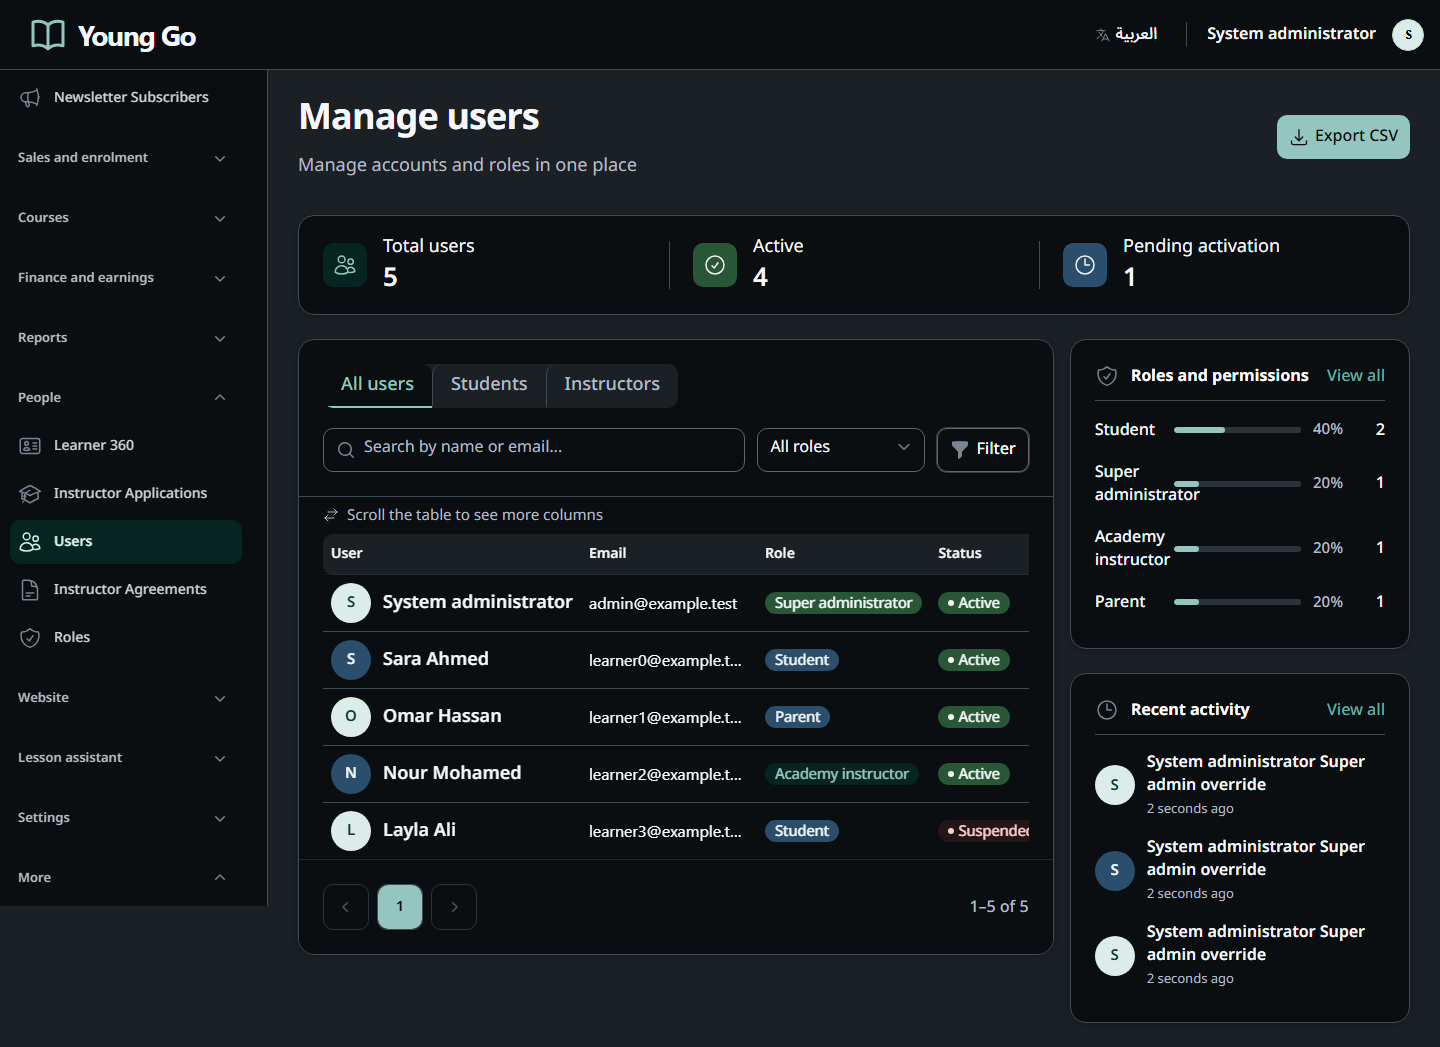 Young Go
العربية
System administrator
S
Newsletter Subscribers
Sales and enrolment
Courses
Finance and earnings
Reports
People
Learner 360
Instructor Applications
Users
Instructor Agreements
Roles
Website
Lesson assistant
Settings
More
Manage users
Manage accounts and roles in one place
Export CSV
Total users
5
Active
4
Pending activation
1
All users
Students
Instructors
Search by name or email...
All roles
Filter
Scroll the table to see more columns
User Email Role Status
S System administrator admin@example.test Super administrator Active
S Sara Ahmed learner0@example.t... Student Active
O Omar Hassan learner1@example.t... Parent Active
N Nour Mohamed learner2@example.t... Academy instructor Active
L Layla Ali learner3@example.t... Student Suspended
1
1–5 of 5
Roles and permissions View all
Student 40% 2
Super
administrator 20% 1
Academy
instructor 20% 1
Parent 20% 1
Recent activity View all
S
System administrator Super
admin override
2 seconds ago
S
System administrator Super
admin override
2 seconds ago
S
System administrator Super
admin override
2 seconds ago